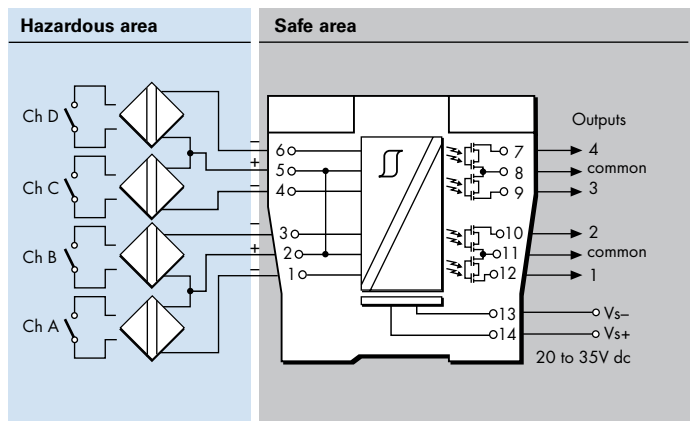 Hazardous area
Safe area
Ch D
Ch C
Ch B
Ch A
–
6
+
5
–
4
–
3
+
2
–
1
Outputs
7 4
8 common
9 3
10 2
11 common
12 1
13 Vs–
14 Vs+
20 to 35V dc